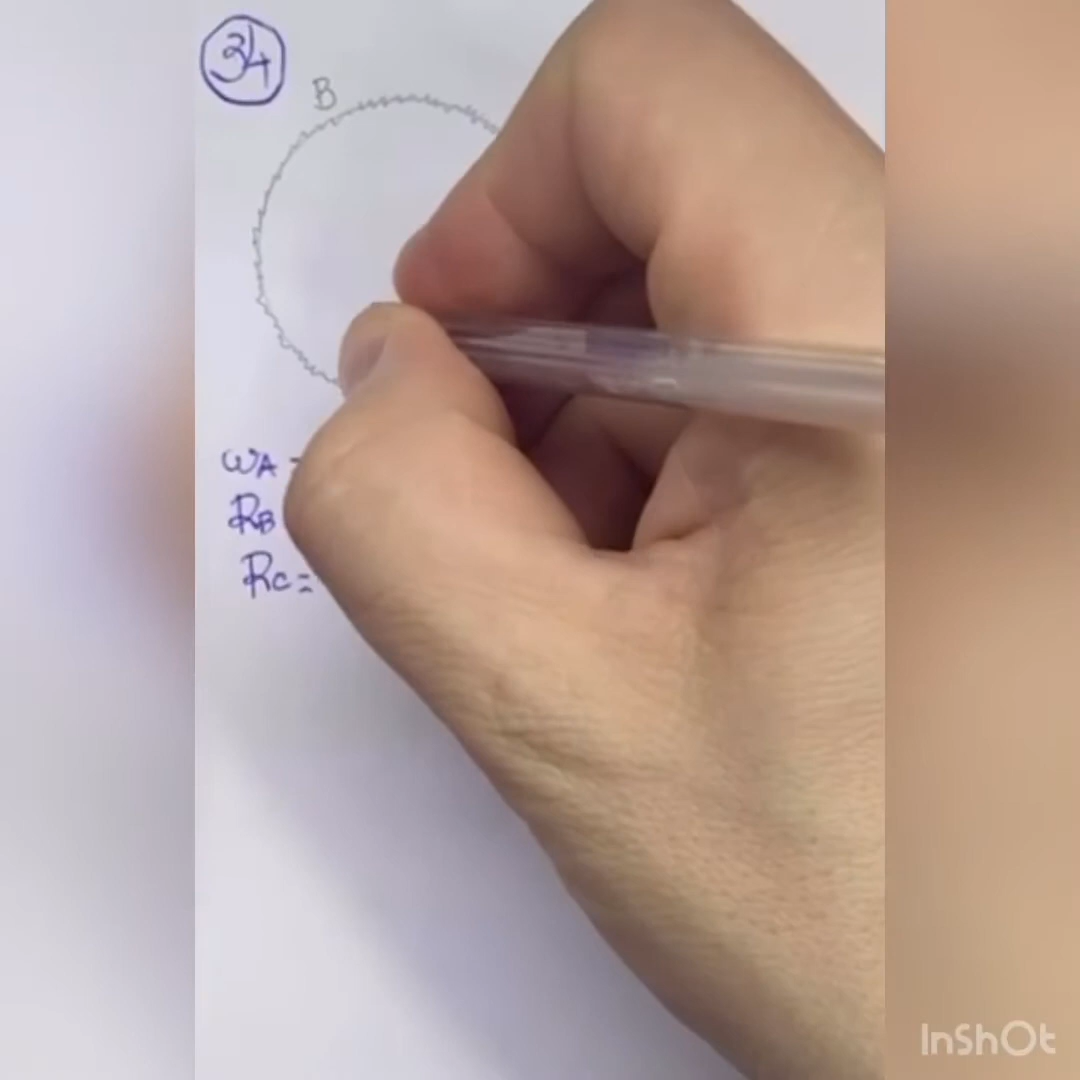 34
B
ωA =
RB
RC=
InShOt